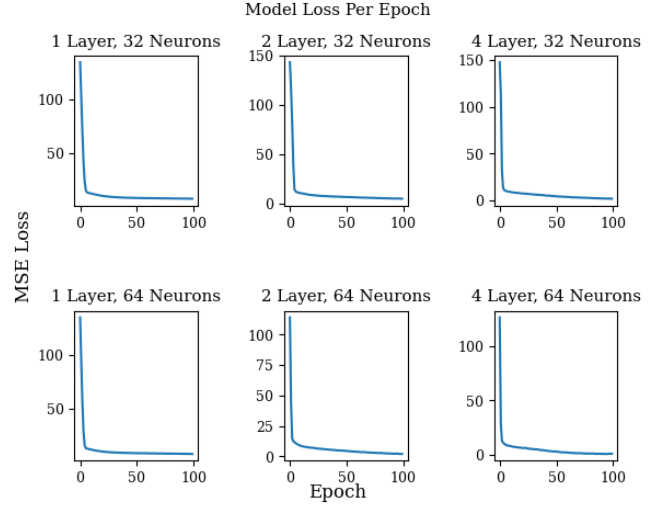 Model Loss Per Epoch
1 Layer, 32 Neurons
100
50
0 50 100
2 Layer, 32 Neurons
150
100
50
0
0 50 100
4 Layer, 32 Neurons
150
100
50
0
0 50 100
MSE Loss
1 Layer, 64 Neurons
100
50
0 50 100
2 Layer, 64 Neurons
100
75
50
25
0
0 50 100
4 Layer, 64 Neurons
100
50
0
0 50 100
Epoch